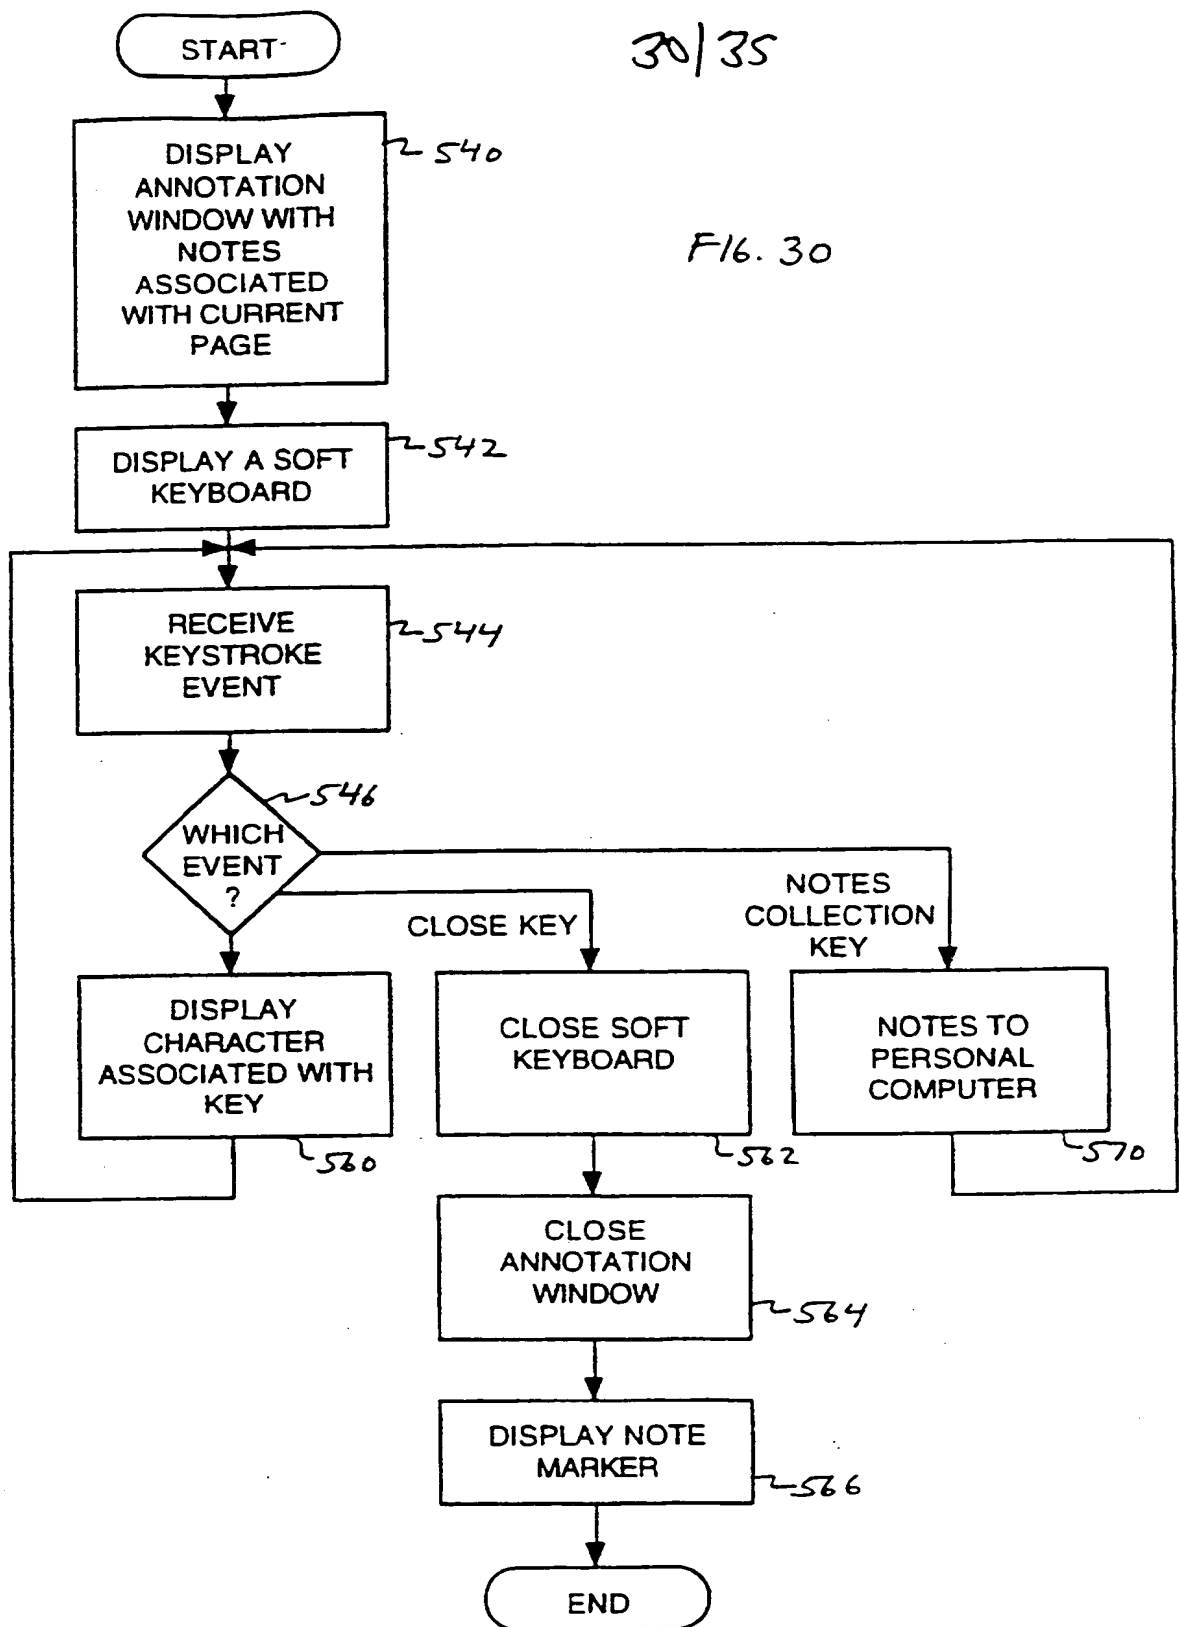 START
30/35
DISPLAY
ANNOTATION
WINDOW WITH
NOTES
ASSOCIATED
WITH CURRENT
PAGE
540
FIG. 30
DISPLAY A SOFT
KEYBOARD
542
RECEIVE
KEYSTROKE
EVENT
544
WHICH
EVENT
?
546
CLOSE KEY
NOTES
COLLECTION
KEY
DISPLAY
CHARACTER
ASSOCIATED WITH
KEY
560
CLOSE SOFT
KEYBOARD
562
NOTES TO
PERSONAL
COMPUTER
570
CLOSE
ANNOTATION
WINDOW
564
DISPLAY NOTE
MARKER
566
END